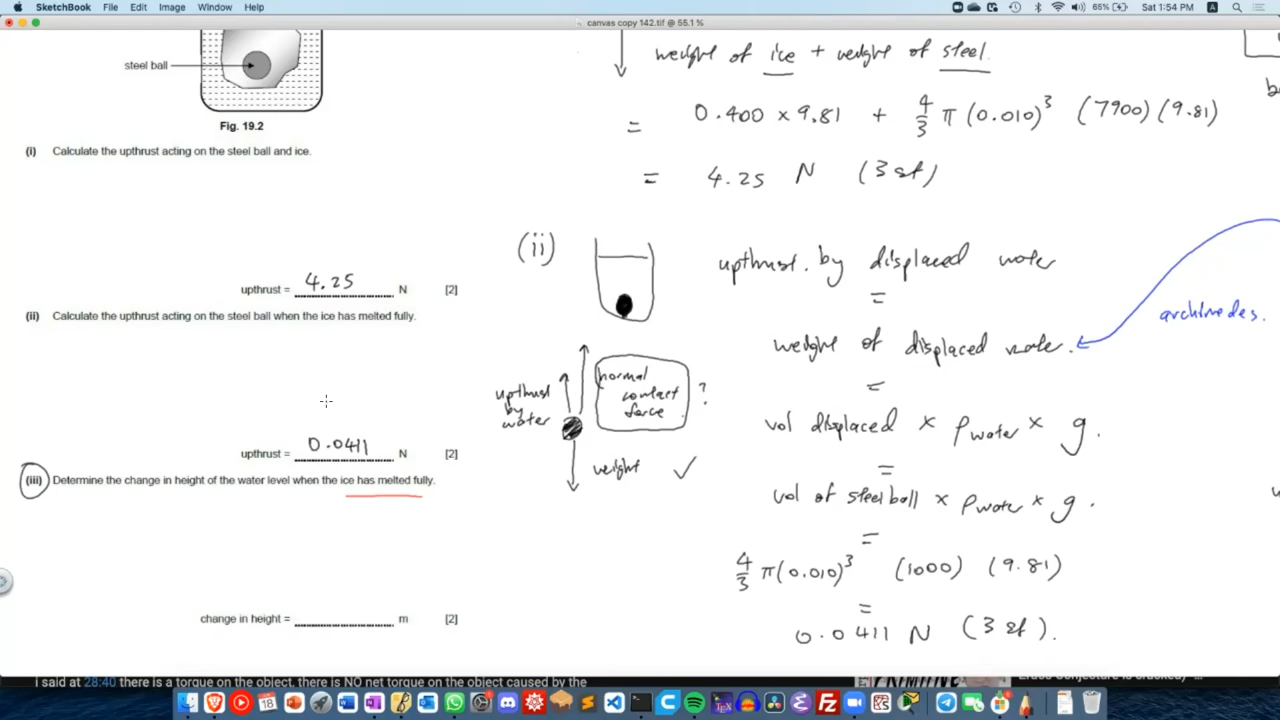 SketchBook File Edit Image Window Help
65% Sat 1:54 PM
canvas copy 142.tif @ 55.1 %
steel ball
Fig. 19.2
(i) Calculate the upthrust acting on the steel ball and ice.
upthrust = 4.25 N [2]
(ii) Calculate the upthrust acting on the steel ball when the ice has melted fully.
upthrust = 0.0411 N [2]
(iii) Determine the change in height of the water level when the ice has melted fully.
change in height = m [2]
weight of ice + weight of steel.
= 0.400 × 9.81 + 4/3 π (0.010)³ (7900) (9.81)
= 4.25 N (3 sf)
(ii)
upthrust by water
normal contact force
?
weight ✓
upthrust. by displaced water
=
weight of displaced water.
archimedes.
=
vol displaced × ρwater × g.
=
vol of steel ball × ρwater × g.
=
4/3 π (0.010)³ (1000) (9.81)
=
0.0411 N (3 sf).
i said at 28:40 there is a torque on the object, there is NO net torque on the object caused by the